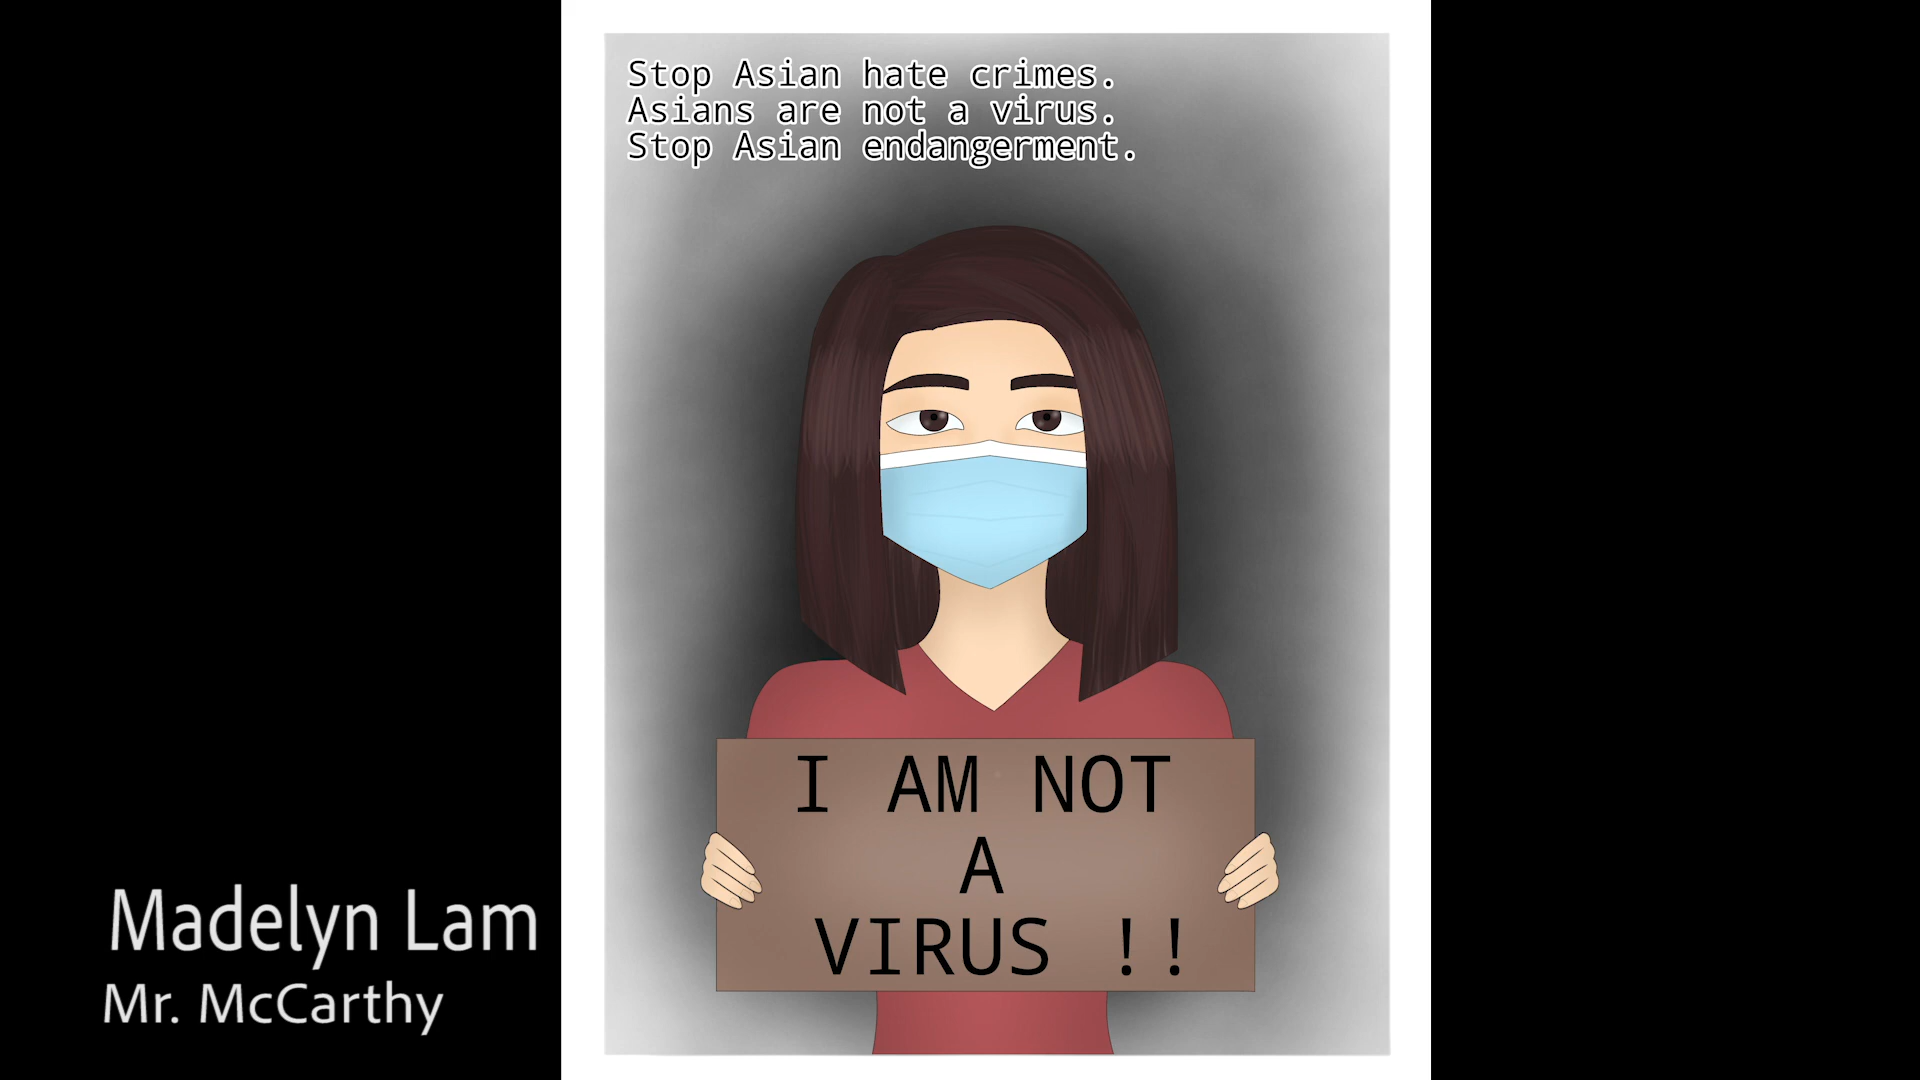 Stop Asian hate crimes.
Asians are not a virus.
Stop Asian endangerment.
I AM NOT
A
VIRUS !!
Madelyn Lam
Mr. McCarthy